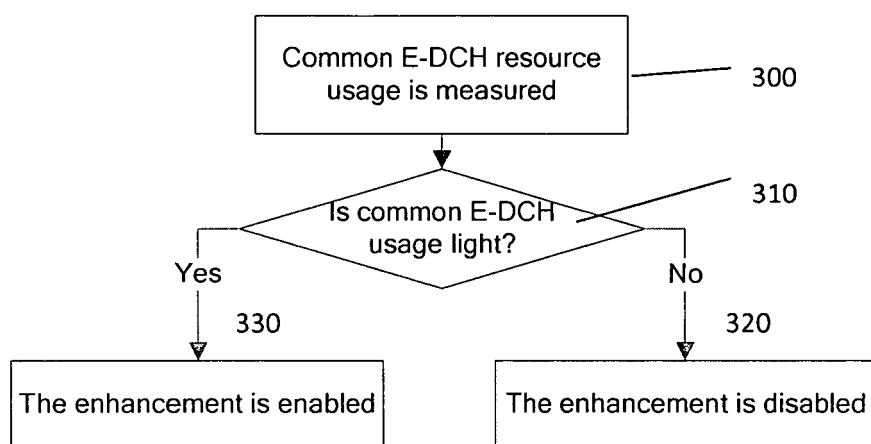 Common E-DCH resource
usage is measured
300
310
Is common E-DCH
usage light?
Yes
No
330
320
The enhancement is enabled
The enhancement is disabled